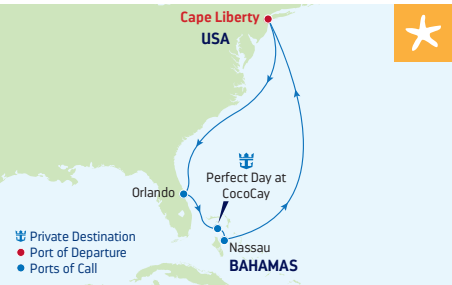 Cape Liberty
USA
Perfect Day at
CocoCay
Orlando
Nassau
BAHAMAS
Private Destination
Port of Departure
Ports of Call